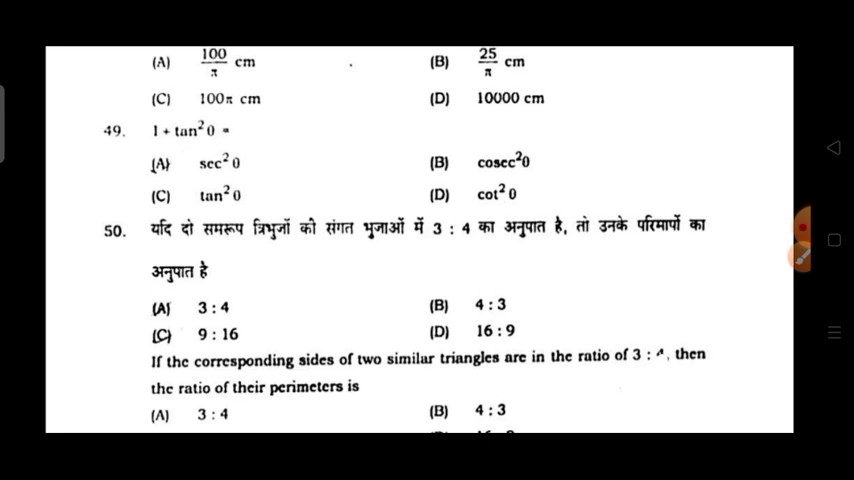 (A) 100/π cm (B) 25/π cm
(C) 100π cm (D) 10000 cm
49. 1 + tan²θ =
(A) sec²θ (B) cosec²θ
(C) tan²θ (D) cot²θ
50. यदि दो समरूप त्रिभुजों की संगत भुजाओं में 3 : 4 का अनुपात है, तो उनके परिमापों का
अनुपात है
(A) 3 : 4 (B) 4 : 3
(C) 9 : 16 (D) 16 : 9
If the corresponding sides of two similar triangles are in the ratio of 3 : 4, then
the ratio of their perimeters is
(A) 3 : 4 (B) 4 : 3